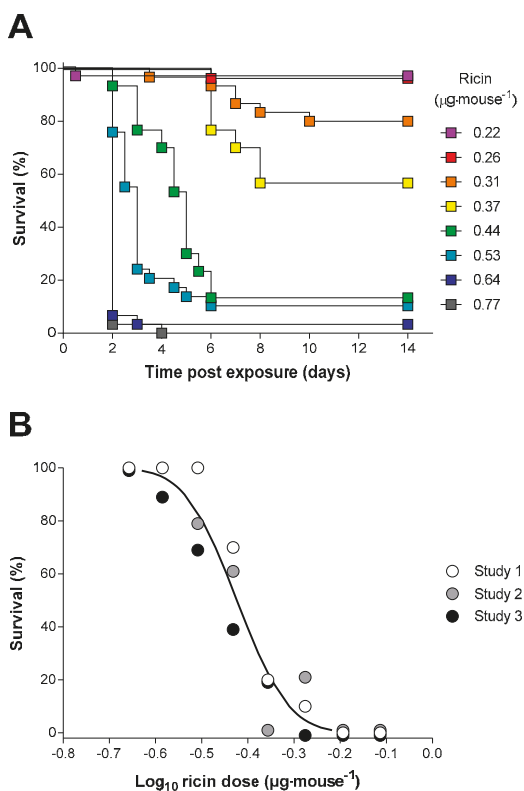 A
Survival (%)
100
80
60
40
20
0
0 2 4 6 8 10 12 14
Time post exposure (days)
Ricin
(µg·mouse⁻¹)
0.22
0.26
0.31
0.37
0.44
0.53
0.64
0.77
B
Survival (%)
100
80
60
40
20
0
-0.8 -0.7 -0.6 -0.5 -0.4 -0.3 -0.2 -0.1 0.0
Log₁₀ ricin dose (µg·mouse⁻¹)
Study 1
Study 2
Study 3